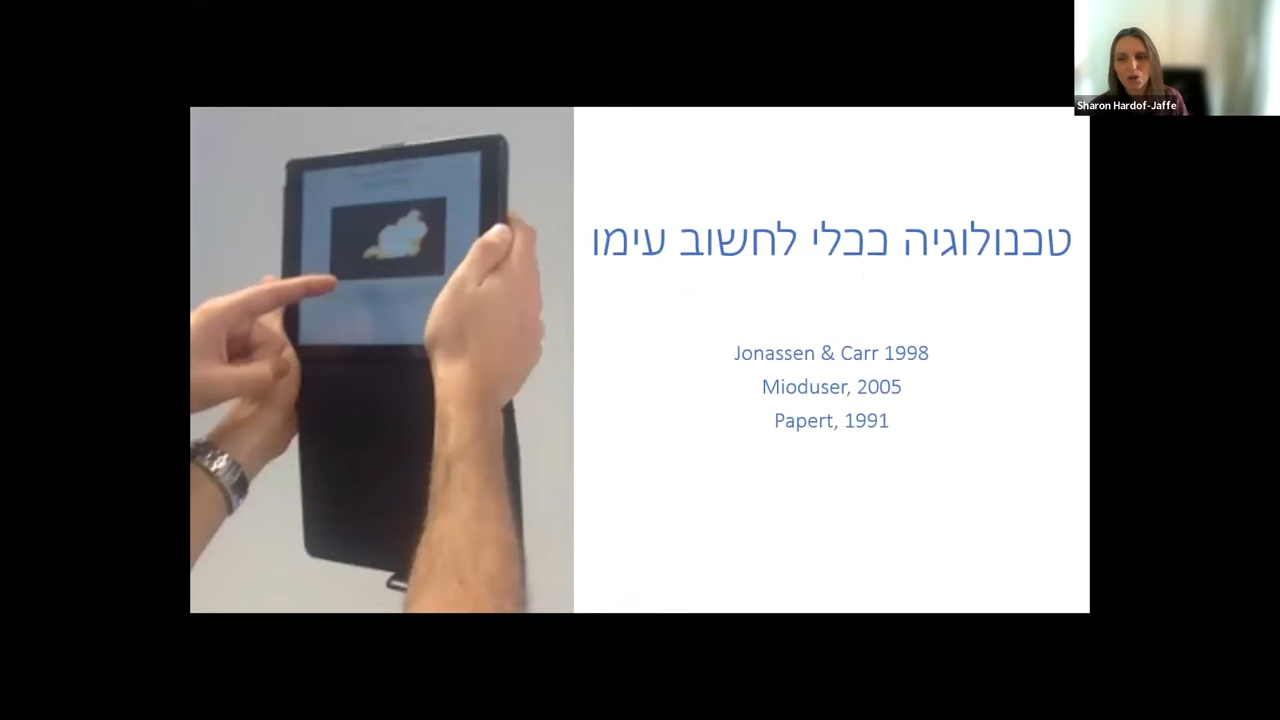 Sharon Hardof-Jaffe
טכנולוגיה ככלי לחשוב עימו
Jonassen & Carr 1998
Mioduser, 2005
Papert, 1991